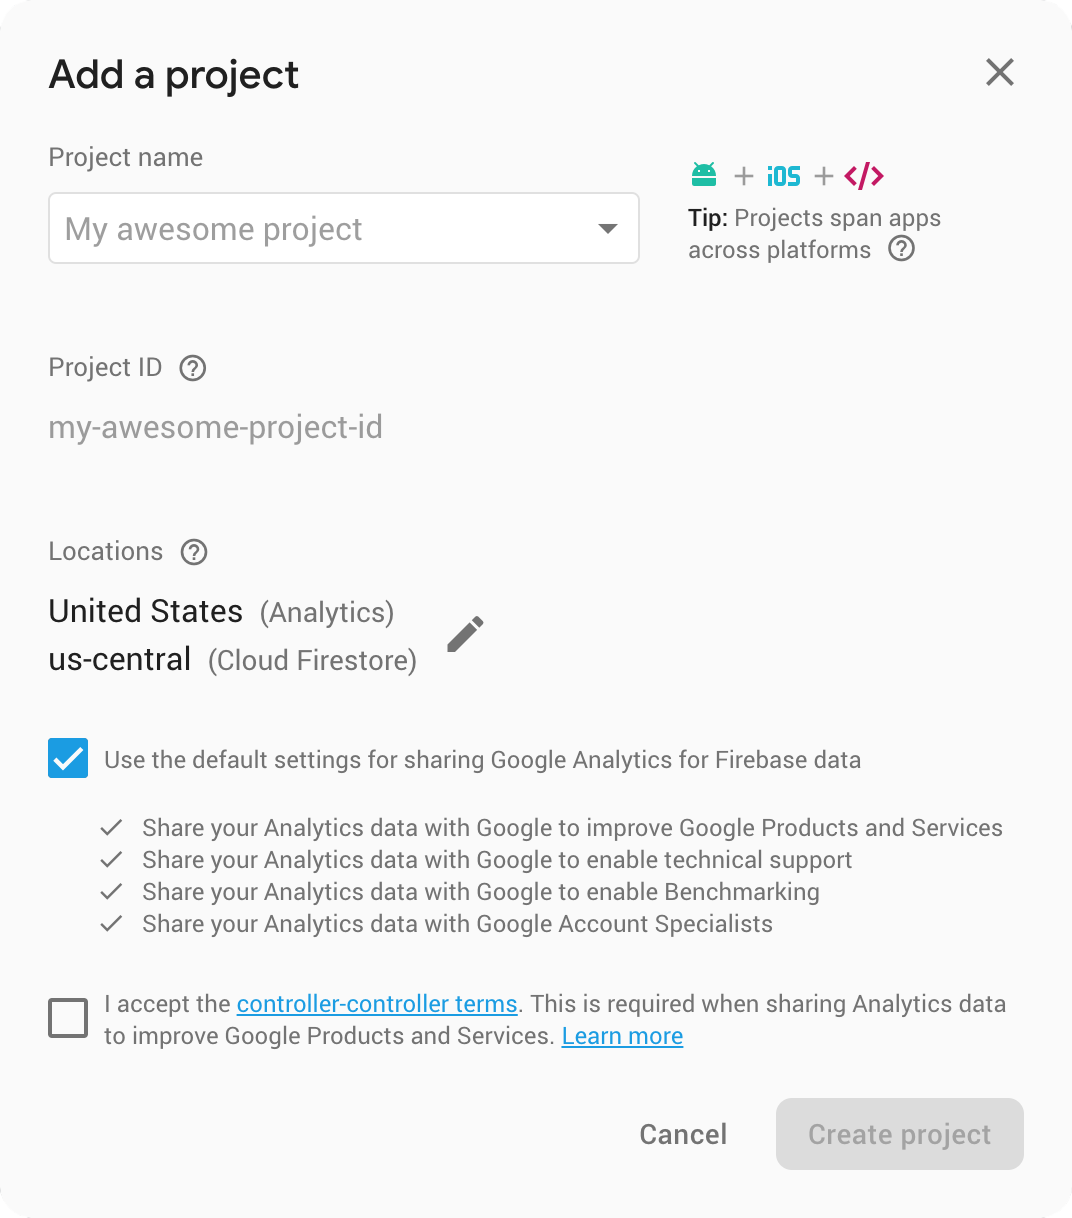 Add a project
Project name
My awesome project
+ iOS + </>
Tip: Projects span apps
across platforms ?
Project ID ?
my-awesome-project-id
Locations ?
United States (Analytics)
us-central (Cloud Firestore)
Use the default settings for sharing Google Analytics for Firebase data
Share your Analytics data with Google to improve Google Products and Services
Share your Analytics data with Google to enable technical support
Share your Analytics data with Google to enable Benchmarking
Share your Analytics data with Google Account Specialists
I accept the controller-controller terms. This is required when sharing Analytics data
to improve Google Products and Services. Learn more
Cancel Create project